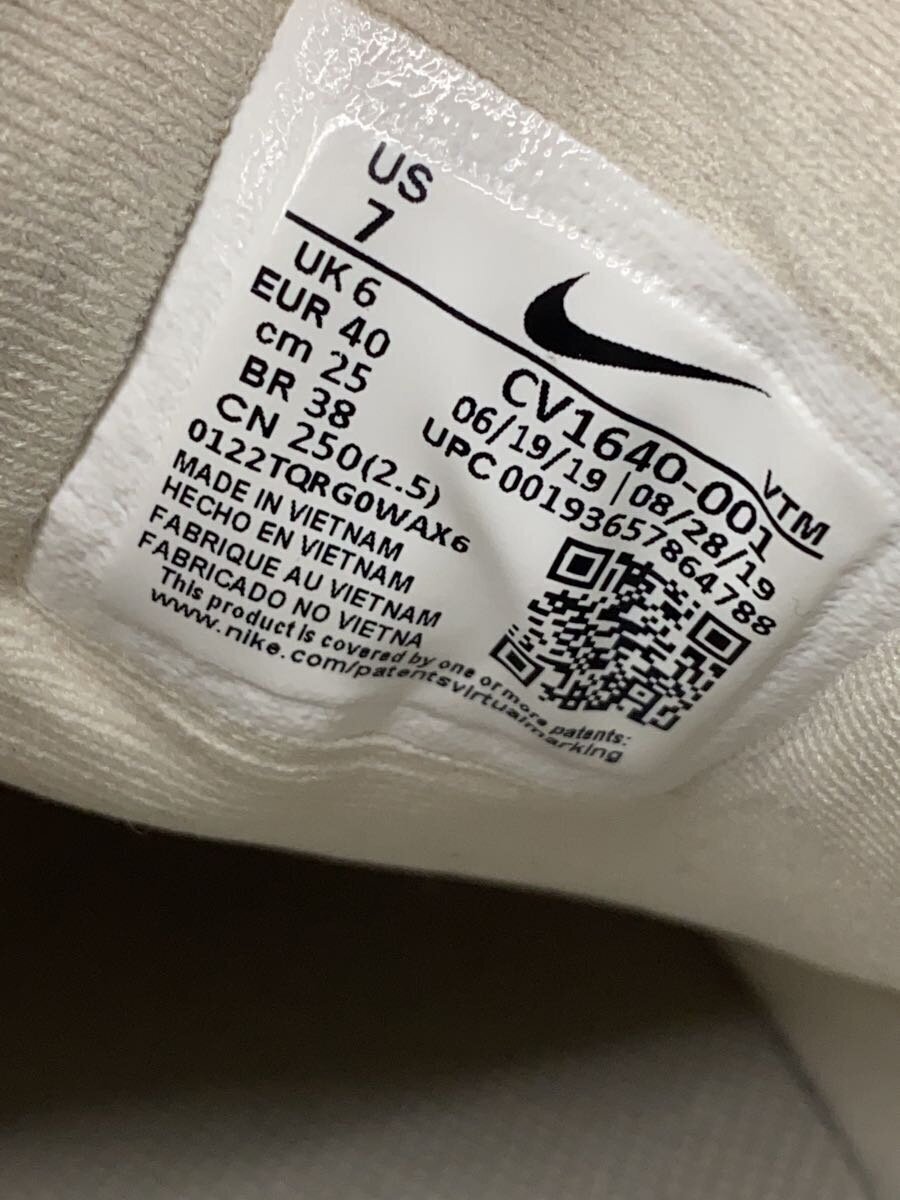 US
7
UK 6
EUR 40
cm 25
BR 38
CN 250(2.5)
0122TQRG0WAX6
MADE IN VIETNAM
HECHO EN VIETNAM
FABRIQUE AU VIETNAM
FABRICADO NO VIETNA
This product is covered by one or more patents:
www.nike.com/patentsvirtualmarking
VTM
CV1640-001
06/19/19 | 08/28/19
UPC 00193657864788